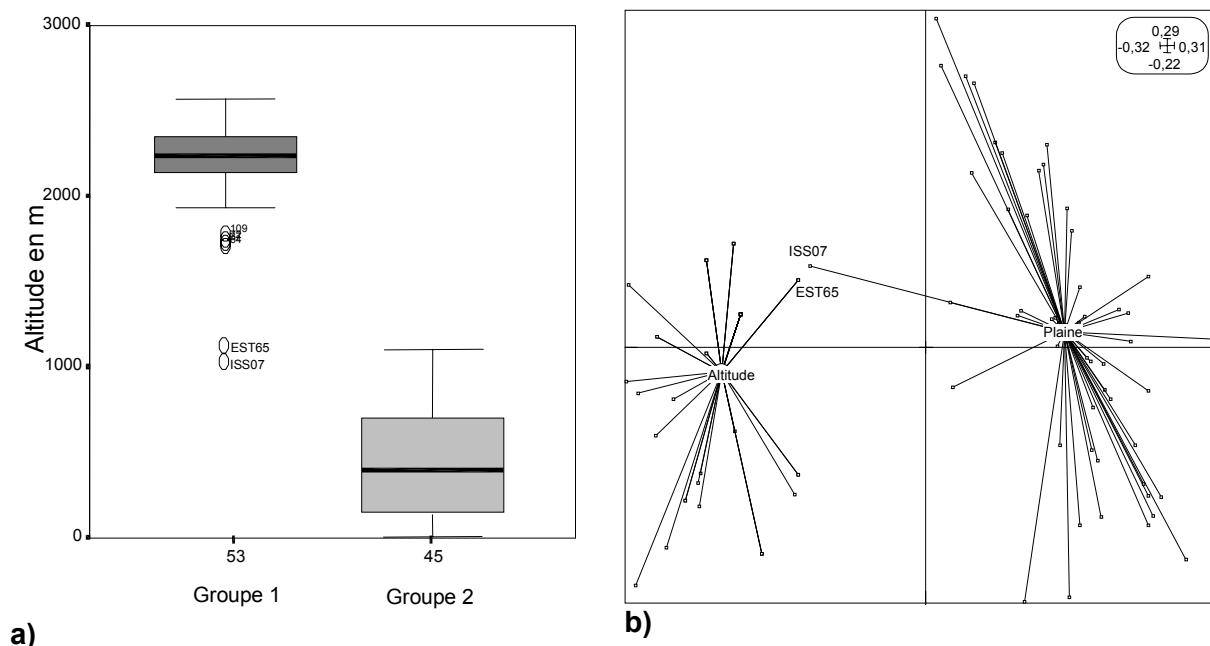 3000
2000
1000
0
Altitude en m
109
EST65
ISS07
53
45
Groupe 1
Groupe 2
a)
0,29
-0,32
0,31
-0,22
ISS07
EST65
Plaine
Altitude
b)